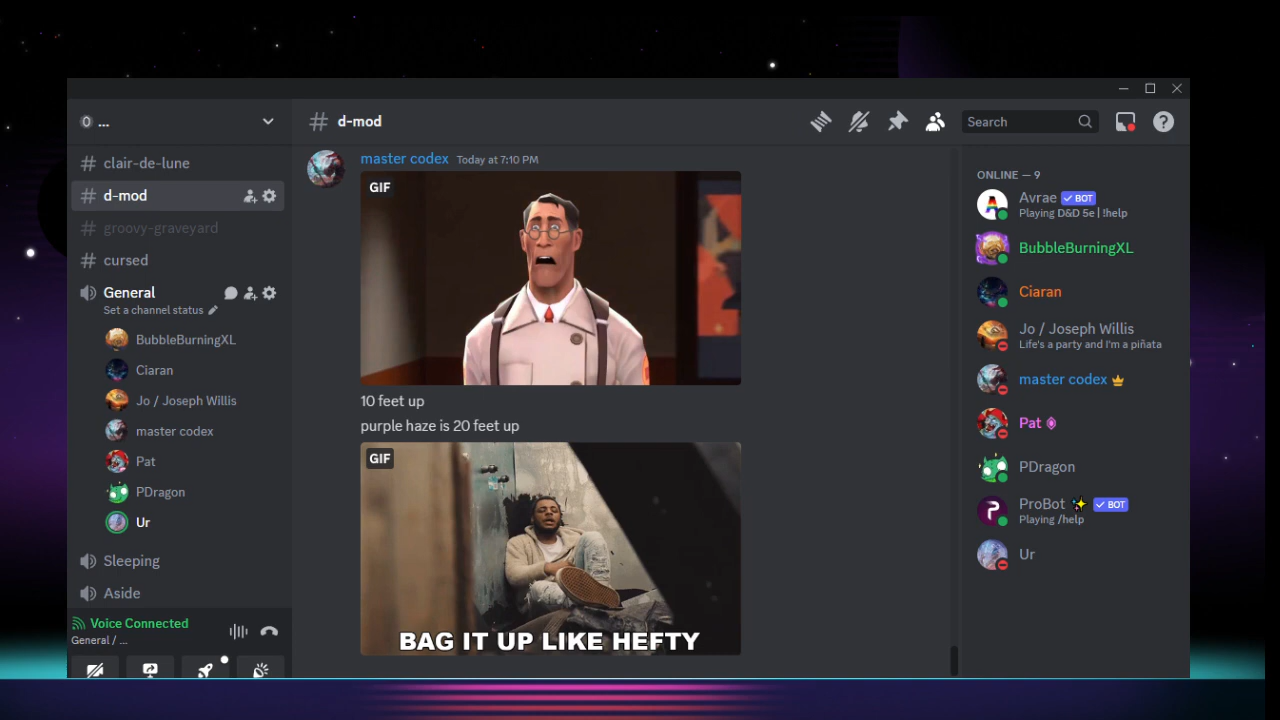 ...
# d-mod
Search
# clair-de-lune
# d-mod
# groovy-graveyard
# cursed
General
Set a channel status
BubbleBurningXL
Ciaran
Jo / Joseph Willis
master codex
Pat
PDragon
Ur
Sleeping
Aside
Voice Connected
General / ...
master codex Today at 7:10 PM
GIF
10 feet up
purple haze is 20 feet up
GIF
BAG IT UP LIKE HEFTY
ONLINE — 9
Avrae ✓ BOT
Playing D&D 5e | !help
BubbleBurningXL
Ciaran
Jo / Joseph Willis
Life's a party and I'm a piñata
master codex
Pat
PDragon
ProBot ✨ ✓ BOT
Playing /help
Ur